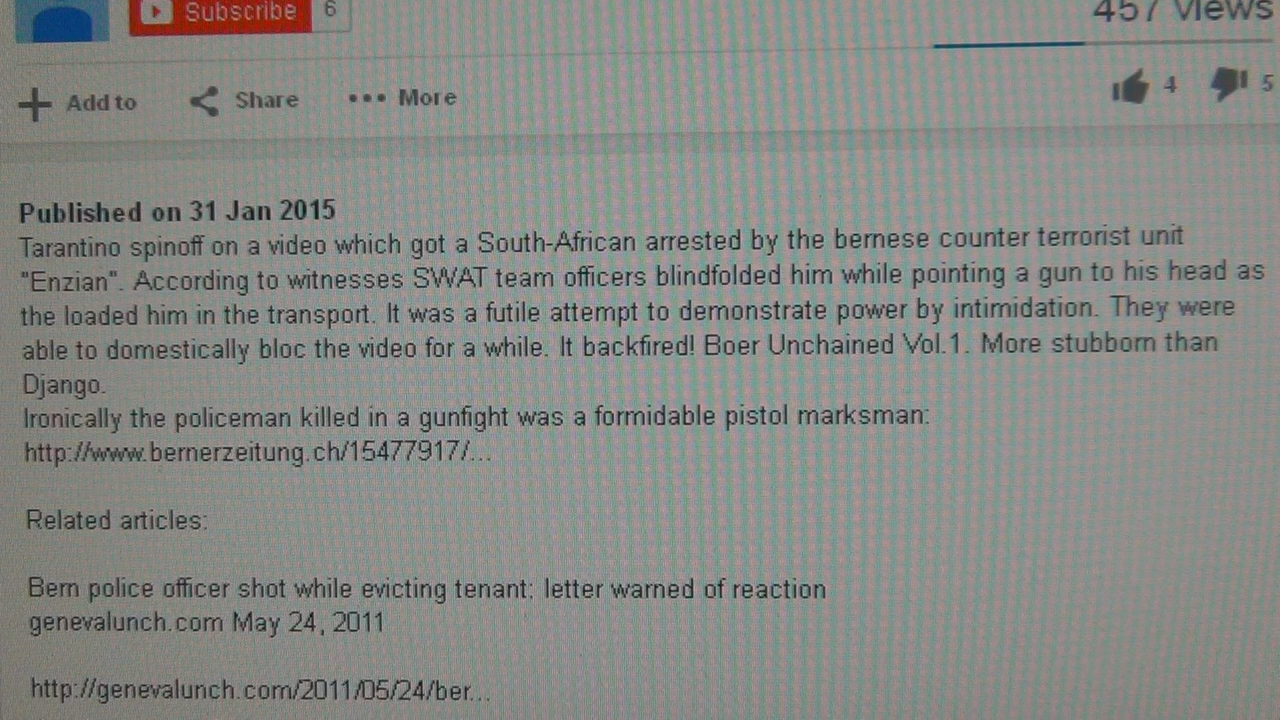 Subscribe 6
457 views
Add to Share More 4 5
Published on 31 Jan 2015
Tarantino spinoff on a video which got a South-African arrested by the bernese counter terrorist unit
"Enzian". According to witnesses SWAT team officers blindfolded him while pointing a gun to his head as
the loaded him in the transport. It was a futile attempt to demonstrate power by intimidation. They were
able to domestically bloc the video for a while. It backfired! Boer Unchained Vol.1. More stubborn than
Django.
Ironically the policeman killed in a gunfight was a formidable pistol marksman:
http://www.bernerzeitung.ch/15477917/...
Related articles:
Bern police officer shot while evicting tenant: letter warned of reaction
genevalunch.com May 24, 2011
http://genevalunch.com/2011/05/24/ber...